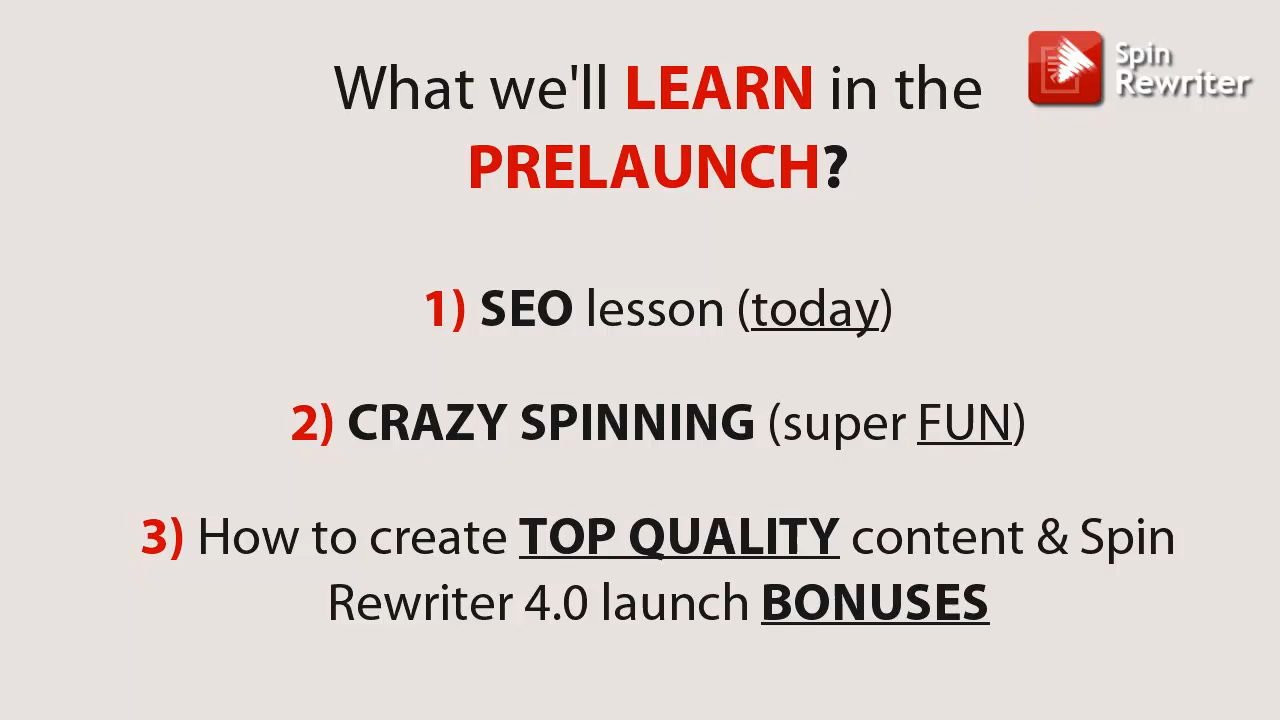 What we'll LEARN in the
PRELAUNCH?
Spin
Rewriter
1) SEO lesson (today)
2) CRAZY SPINNING (super FUN)
3) How to create TOP QUALITY content & Spin
Rewriter 4.0 launch BONUSES